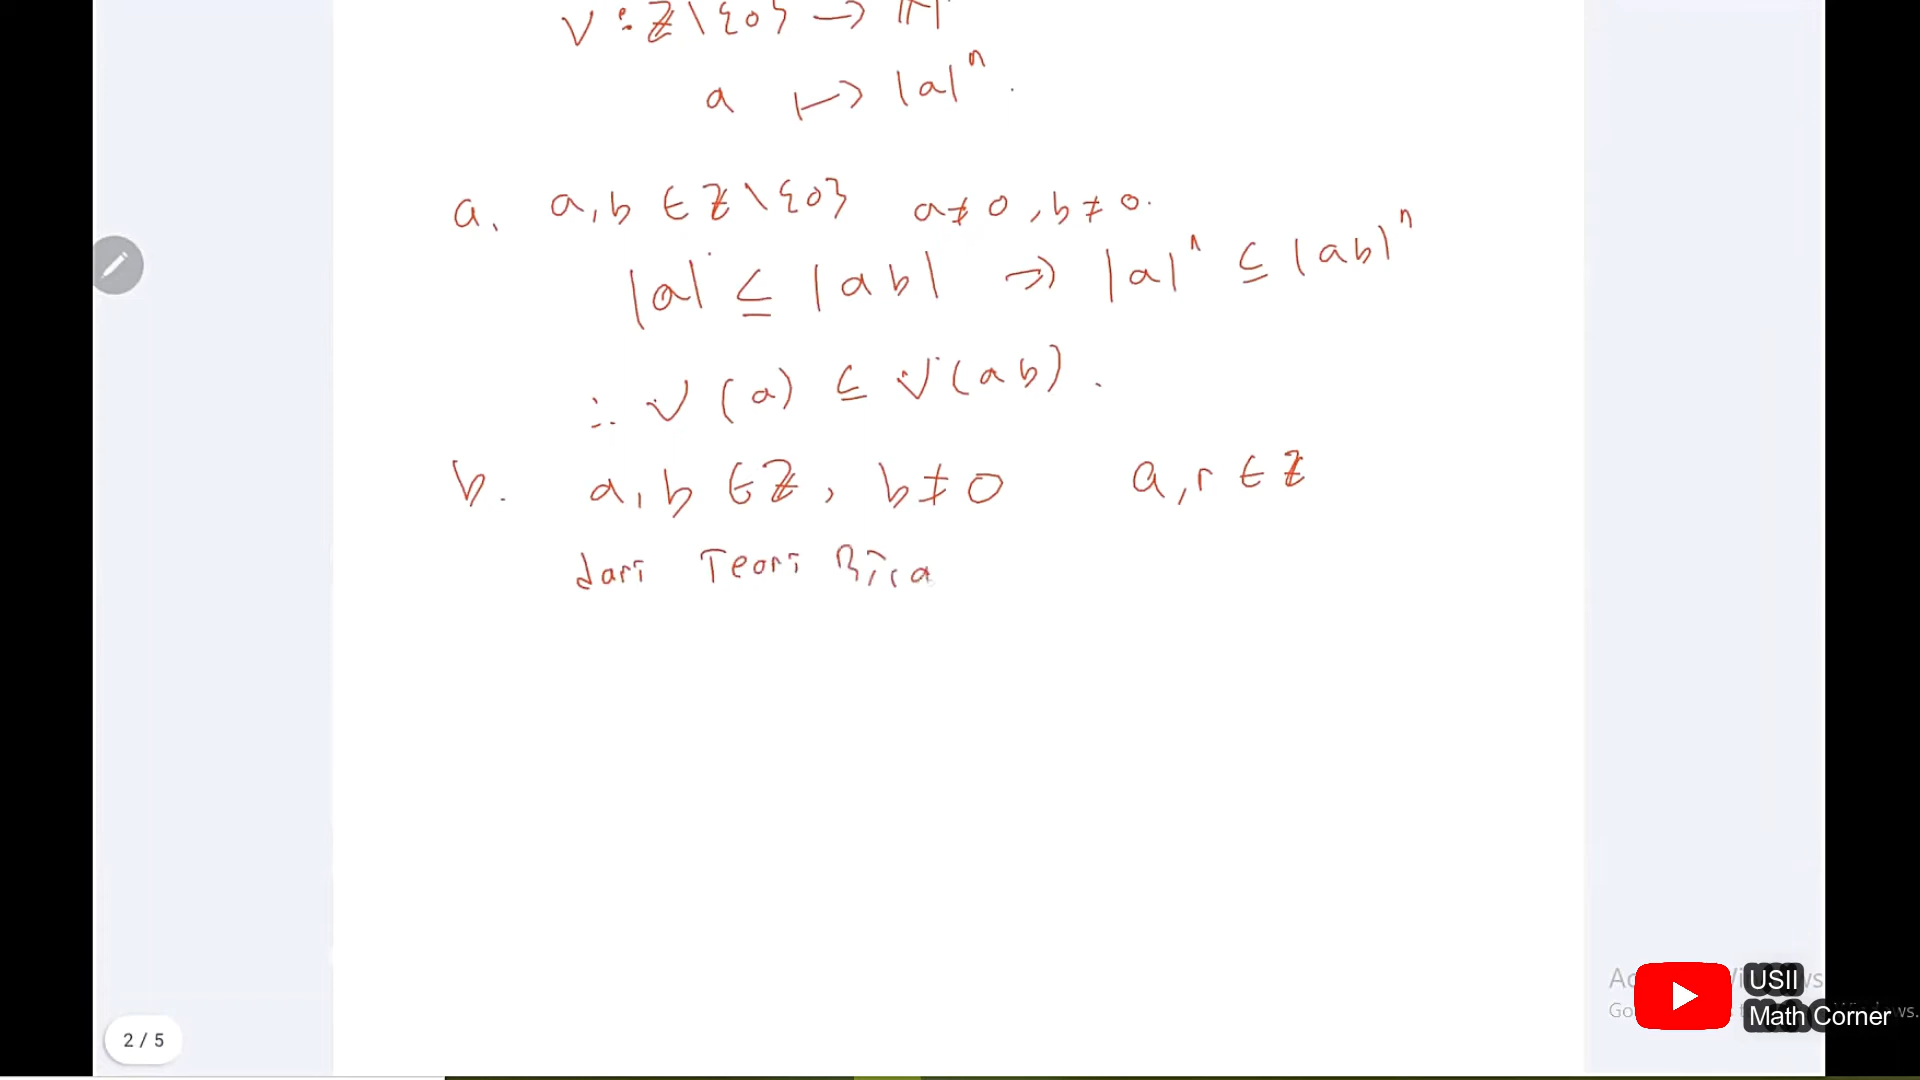 V : ℤ \ {0} → ℕ
a ↦ |a|ⁿ.
a. a, b ∈ ℤ \ {0} a ≠ 0, b ≠ 0.
|a| ≤ |ab| ⇒ |a|ⁿ ≤ |ab|ⁿ
∴ V(a) ≤ V(ab).
b. a, b ∈ ℤ, b ≠ 0 a, r ∈ ℤ
dari Teori Bila
2 / 5
USII
Math Corner